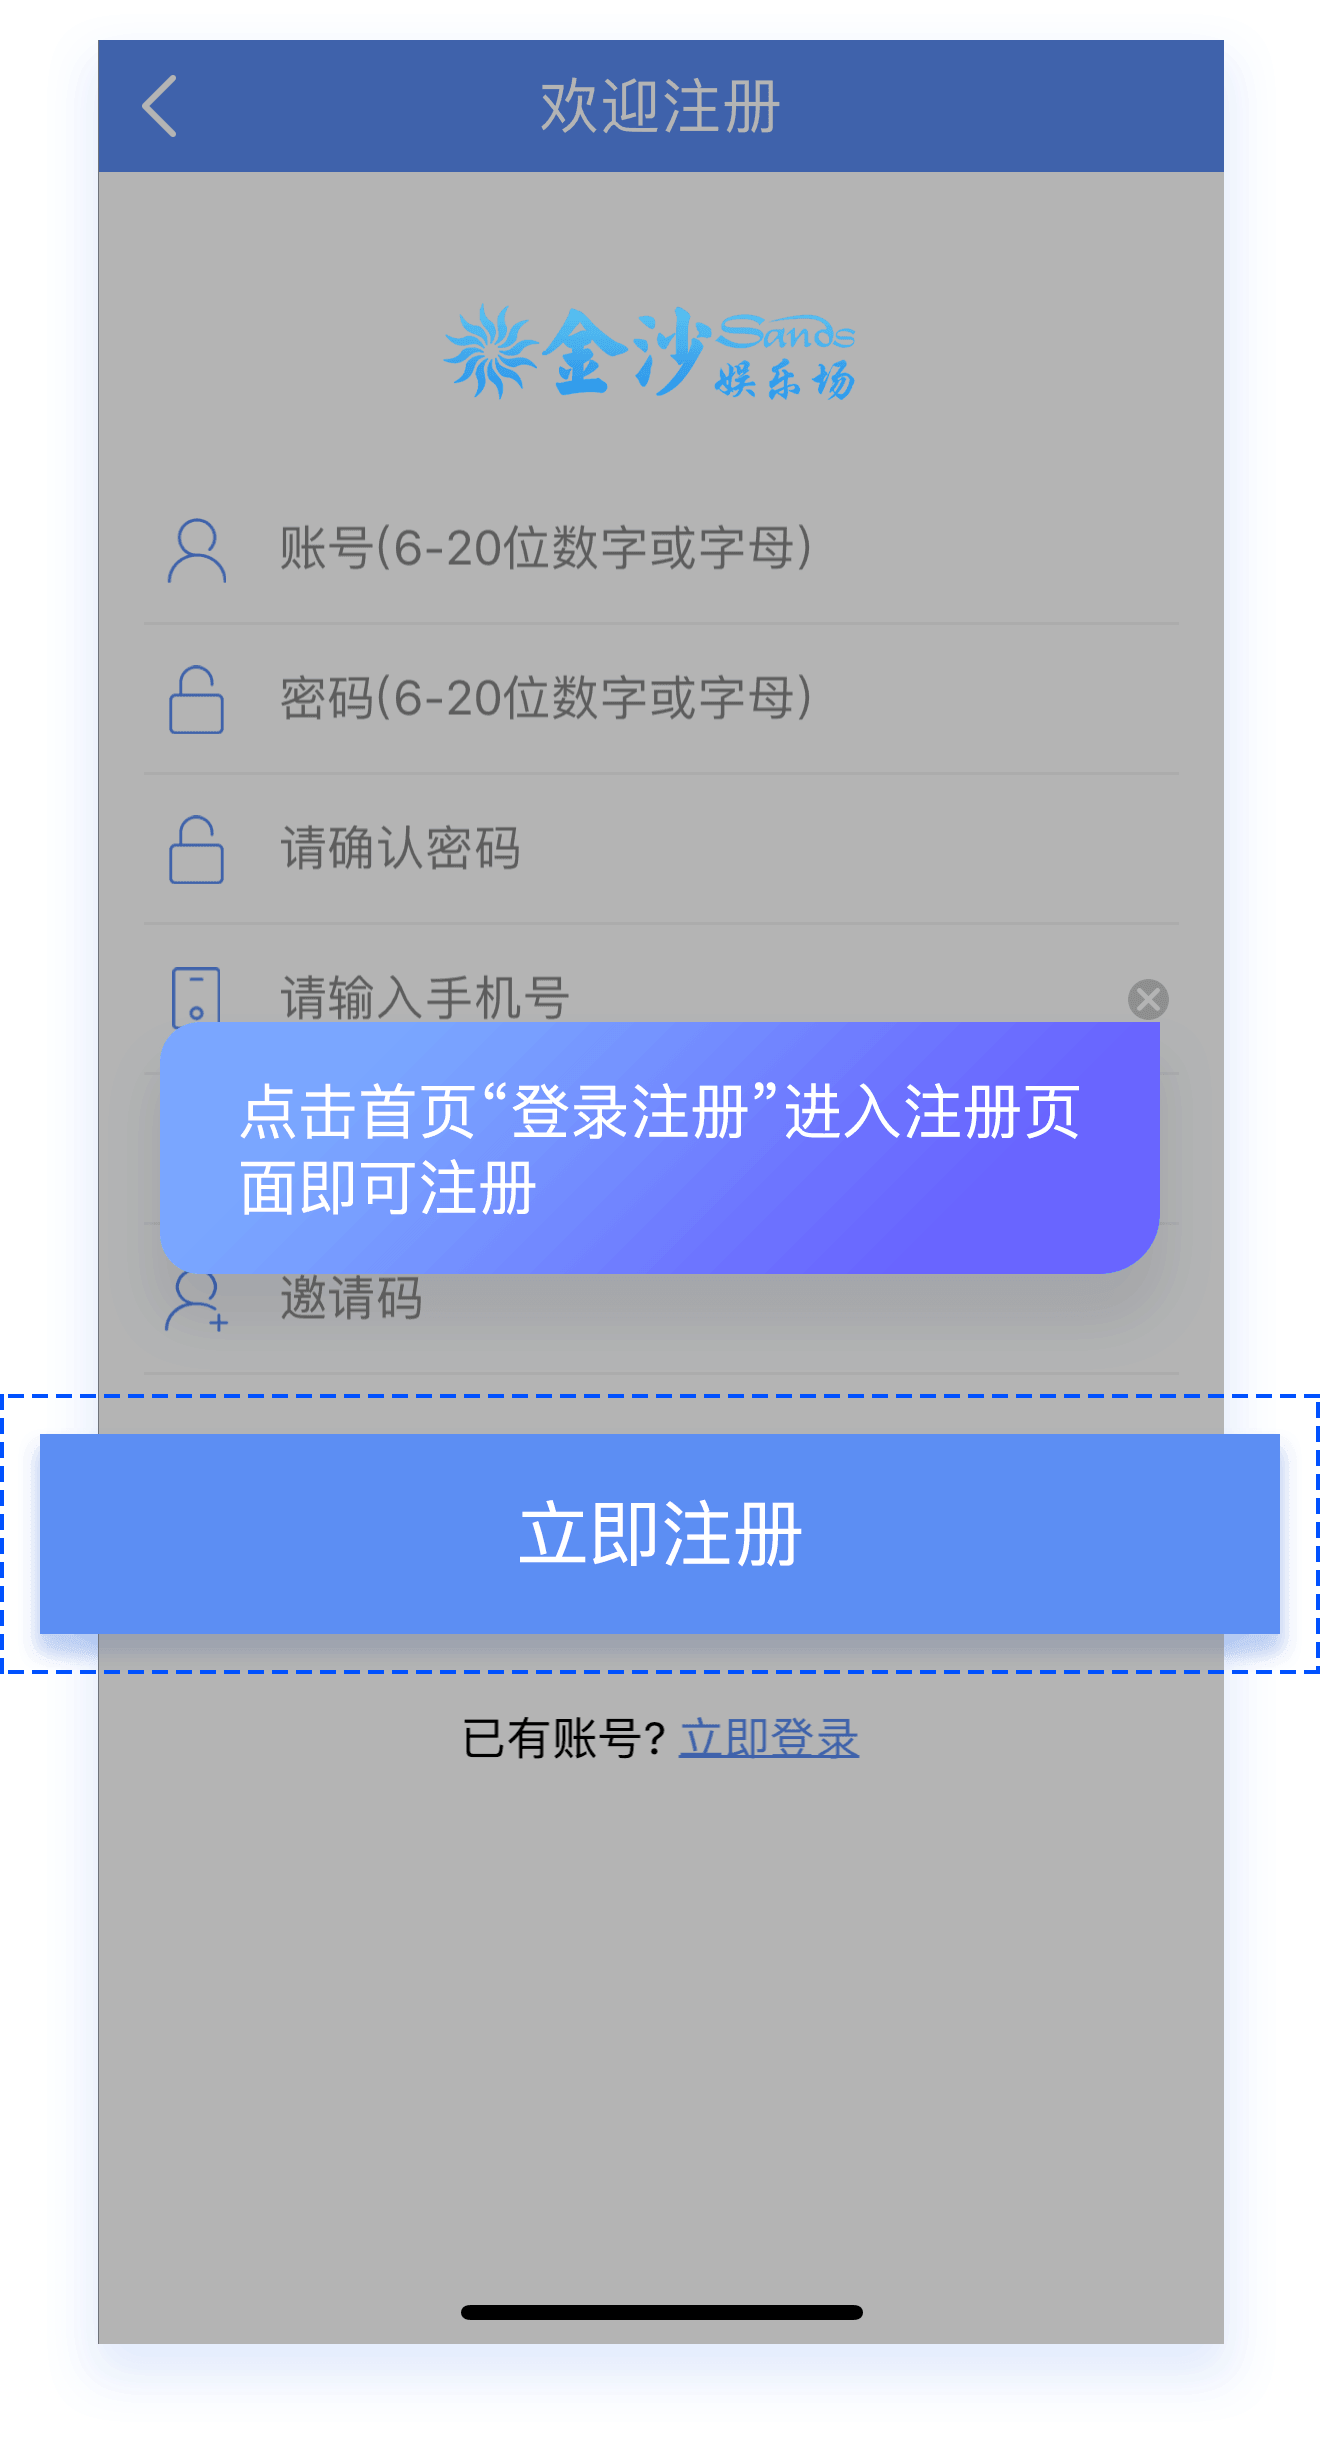 欢迎注册
金沙 Sands
娱乐场
账号(6-20位数字或字母)
密码(6-20位数字或字母)
请确认密码
请输入手机号
点击首页“登录注册”进入注册页
面即可注册
邀请码
立即注册
已有账号? 立即登录